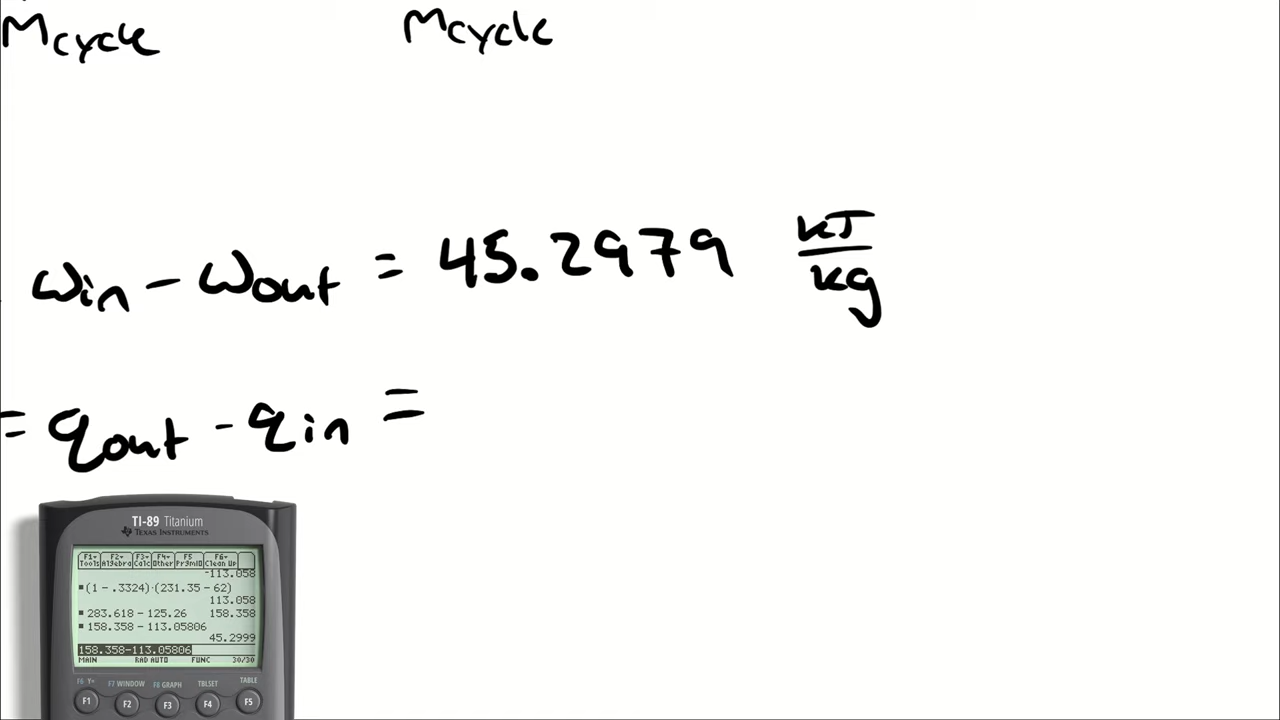 Mcycle Mcycle
win - wout = 45.2979 kJ/kg
= qout - qin =
TI-89 Titanium
TEXAS INSTRUMENTS
F1 F2 F3 F4 F5 F6
Tools Algebra Calc Other PrgmIO Clean Up
-113.058
(1-.3324)·(231.35-62)
113.058
283.618-125.26 158.358
158.358-113.05806
45.2999
158.358-113.05806
MAIN RAD AUTO FUNC 30/30
F6 Y= F7 WINDOW F8 GRAPH TBLSET TABLE
F1 F2 F3 F4 F5